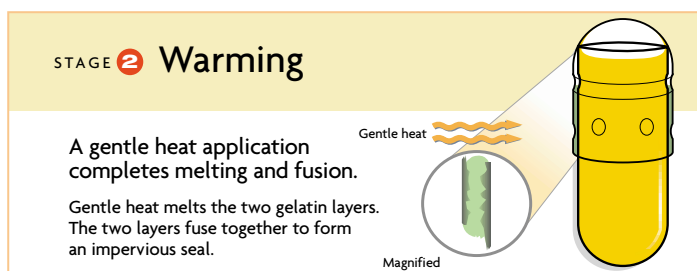 STAGE 2 Warming
A gentle heat application
completes melting and fusion.
Gentle heat melts the two gelatin layers.
The two layers fuse together to form
an impervious seal.
Gentle heat
Magnified